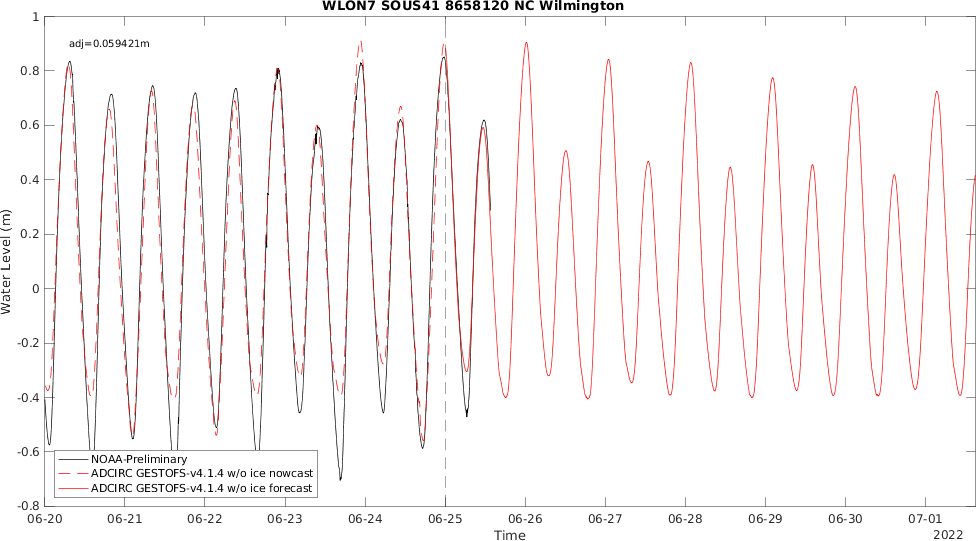 WLON7 SOUS41 8658120 NC Wilmington
adj=0.059421m
1
0.8
0.6
0.4
0.2
0
-0.2
-0.4
-0.6
-0.8
Water Level (m)
NOAA-Preliminary
ADCIRC GESTOFS-v4.1.4 w/o ice nowcast
ADCIRC GESTOFS-v4.1.4 w/o ice forecast
06-20 06-21 06-22 06-23 06-24 06-25 06-26 06-27 06-28 06-29 06-30 07-01
Time
2022